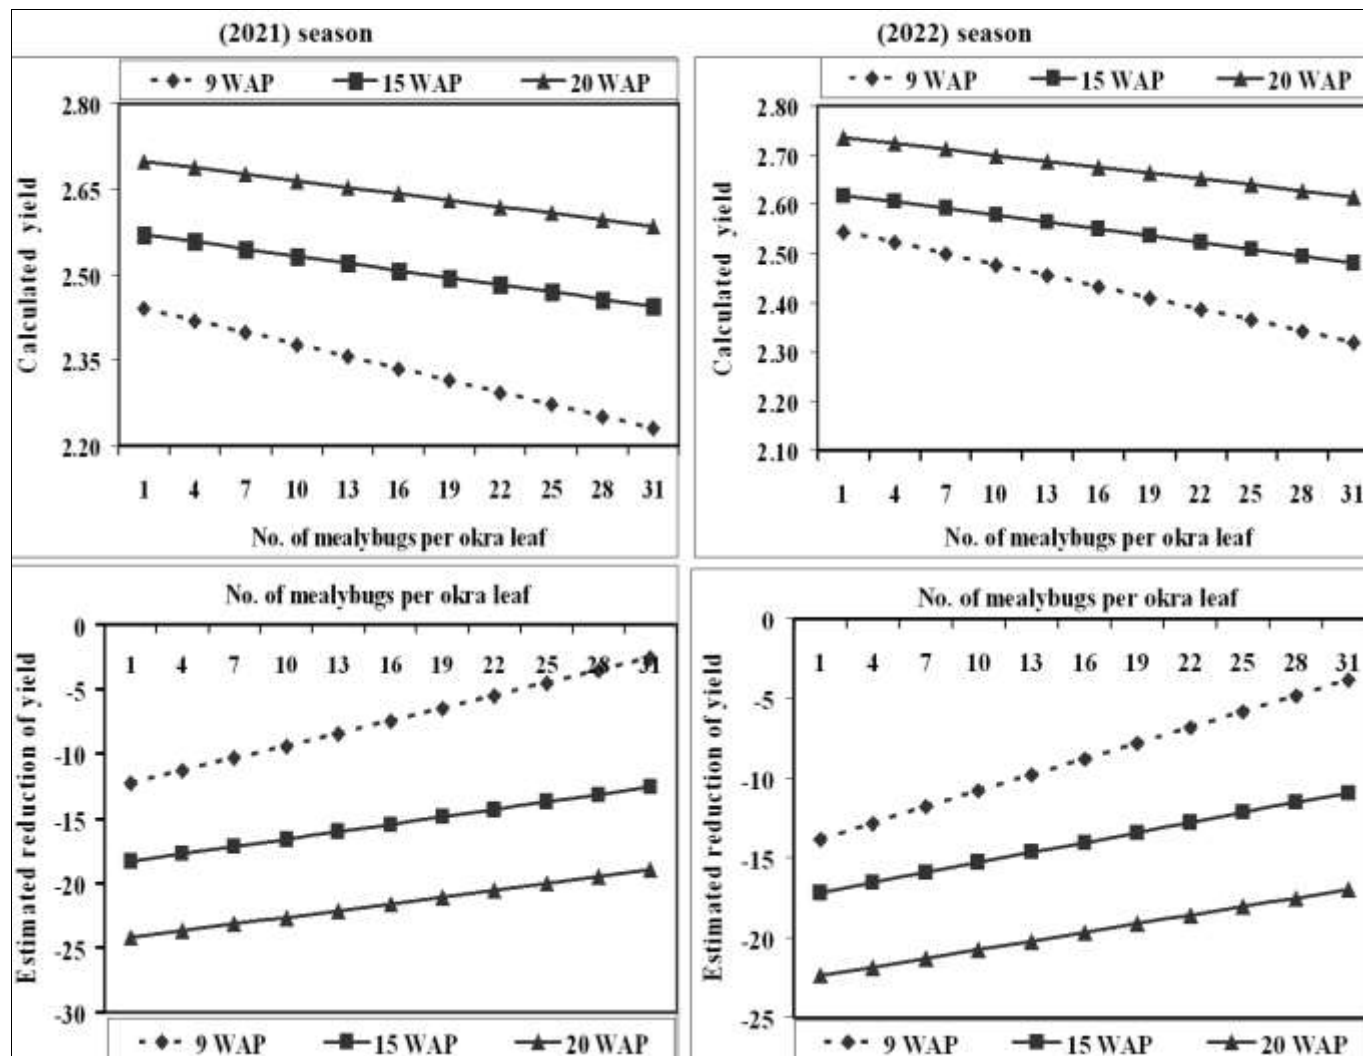 (2021) season
9 WAP 15 WAP 20 WAP
Calculated yield
2.80
2.65
2.50
2.35
2.20
1 4 7 10 13 16 19 22 25 28 31
No. of mealybugs per okra leaf
(2022) season
9 WAP 15 WAP 20 WAP
Calculated yield
2.80
2.70
2.60
2.50
2.40
2.30
2.20
2.10
1 4 7 10 13 16 19 22 25 28 31
No. of mealybugs per okra leaf
No. of mealybugs per okra leaf
Estimated reduction of yield
0
1 4 7 10 13 16 19 22 25 28 31
-5
-10
-15
-20
-25
-30
9 WAP 15 WAP 20 WAP
No. of mealybugs per okra leaf
Estimated reduction of yield
0
1 4 7 10 13 16 19 22 25 28 31
-5
-10
-15
-20
-25
9 WAP 15 WAP 20 WAP